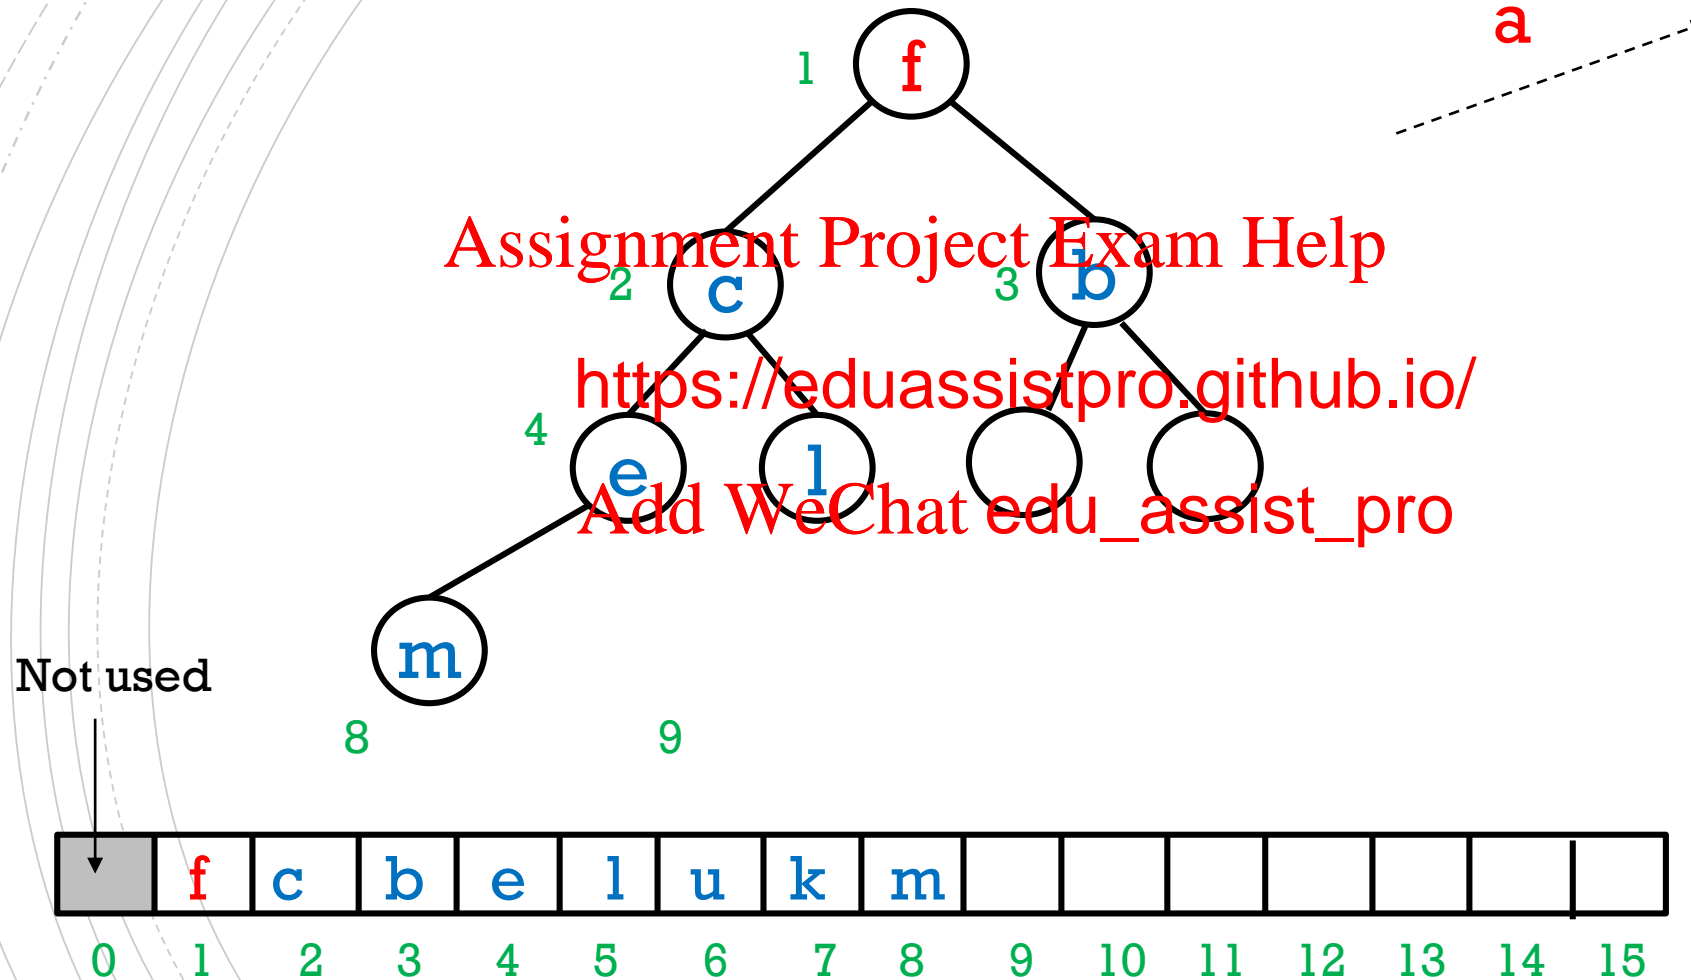 a
1 f
Assignment Project Exam Help
2 c 3 b
https://eduassistpro.github.io/
4 e l
Add WeChat edu_assist_pro
m
Not used
8 9
f c b e l u k m
0 1 2 3 4 5 6 7 8 9 10 11 12 13 14 15